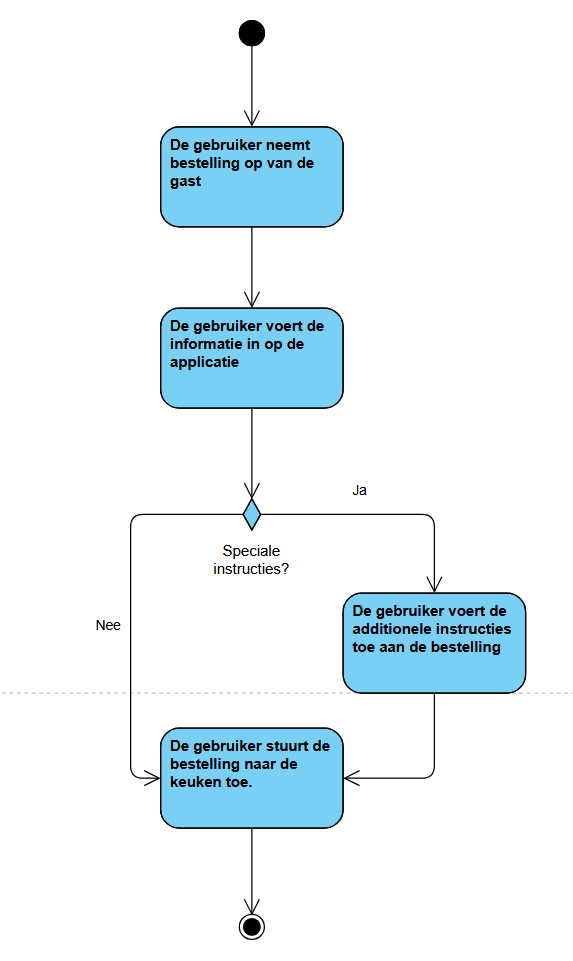 De gebruiker neemt
bestelling op van de
gast
De gebruiker voert de
informatie in op de
applicatie
Ja
Speciale
instructies?
Nee
De gebruiker voert de
additionele instructies
toe aan de bestelling
De gebruiker stuurt de
bestelling naar de
keuken toe.